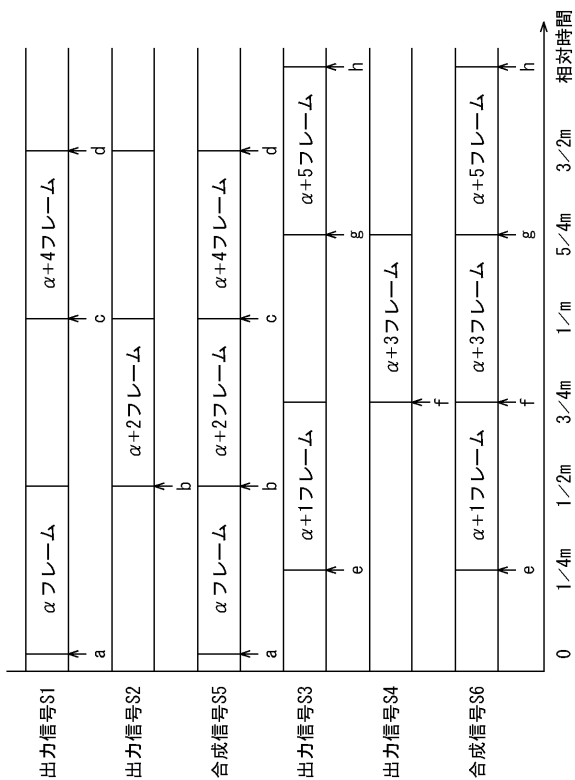 出力信号S1
αフレーム
α+4フレーム
a
c
d
出力信号S2
α+2フレーム
b
合成信号S5
αフレーム
α+2フレーム
α+4フレーム
a
b
c
d
出力信号S3
α+1フレーム
α+5フレーム
e
g
h
出力信号S4
α+3フレーム
f
合成信号S6
α+1フレーム
α+3フレーム
α+5フレーム
e
f
g
h
0
1/4m
1/2m
3/4m
1/m
5/4m
3/2m
相対時間